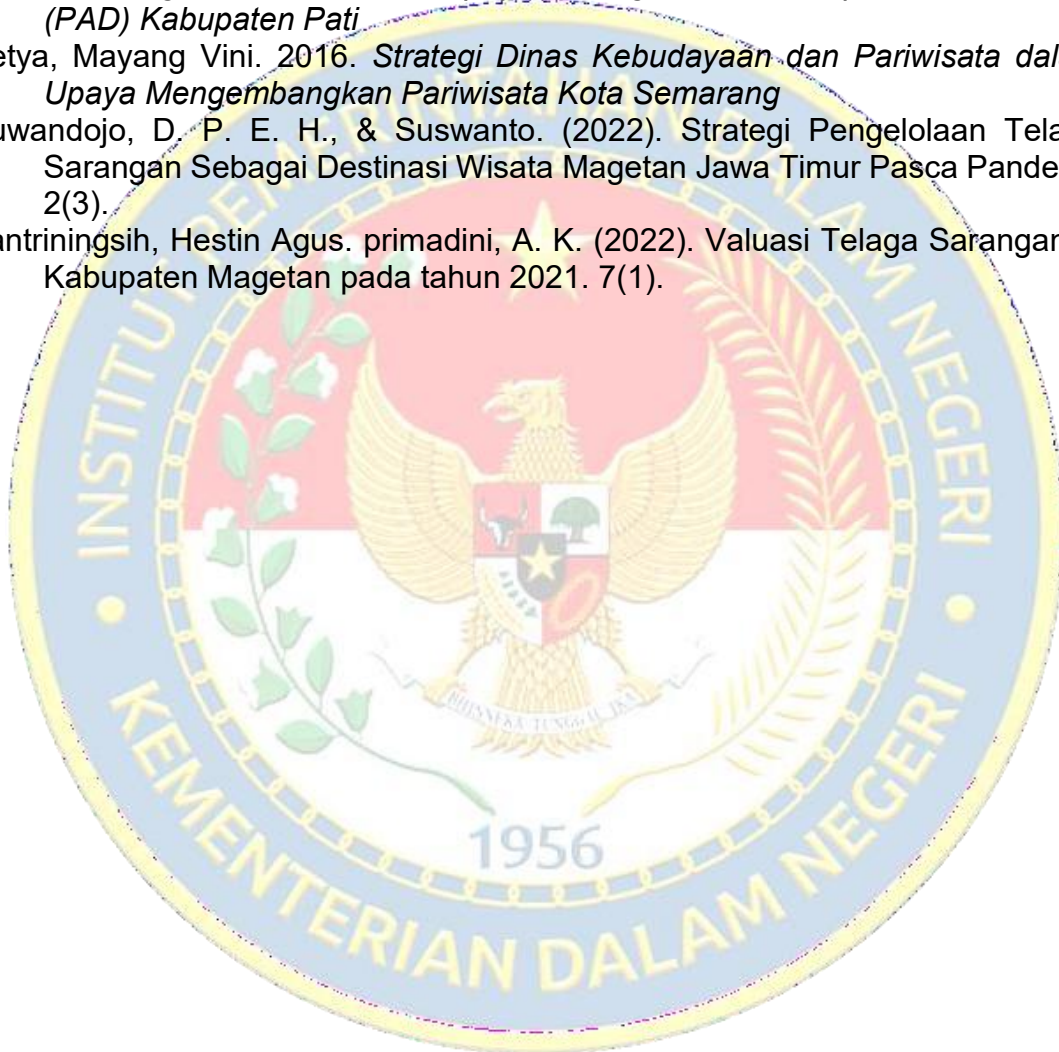 (PAD) Kabupaten Pati
etya, Mayang Vini. 2016. Strategi Dinas Kebudayaan dan Pariwisata dal
Upaya Mengembangkan Pariwisata Kota Semarang
uwandojo, D. P. E. H., & Suswanto. (2022). Strategi Pengelolaan Tela
Sarangan Sebagai Destinasi Wisata Magetan Jawa Timur Pasca Pande
2(3).
antriningsih, Hestin Agus. primadini, A. K. (2022). Valuasi Telaga Sarangan
Kabupaten Magetan pada tahun 2021. 7(1).
INSTITUT PEMERINTAHAN DALAM NEGERI
BHINNEKA TUNGGAL IKA
1956
KEMENTERIAN DALAM NEGERI